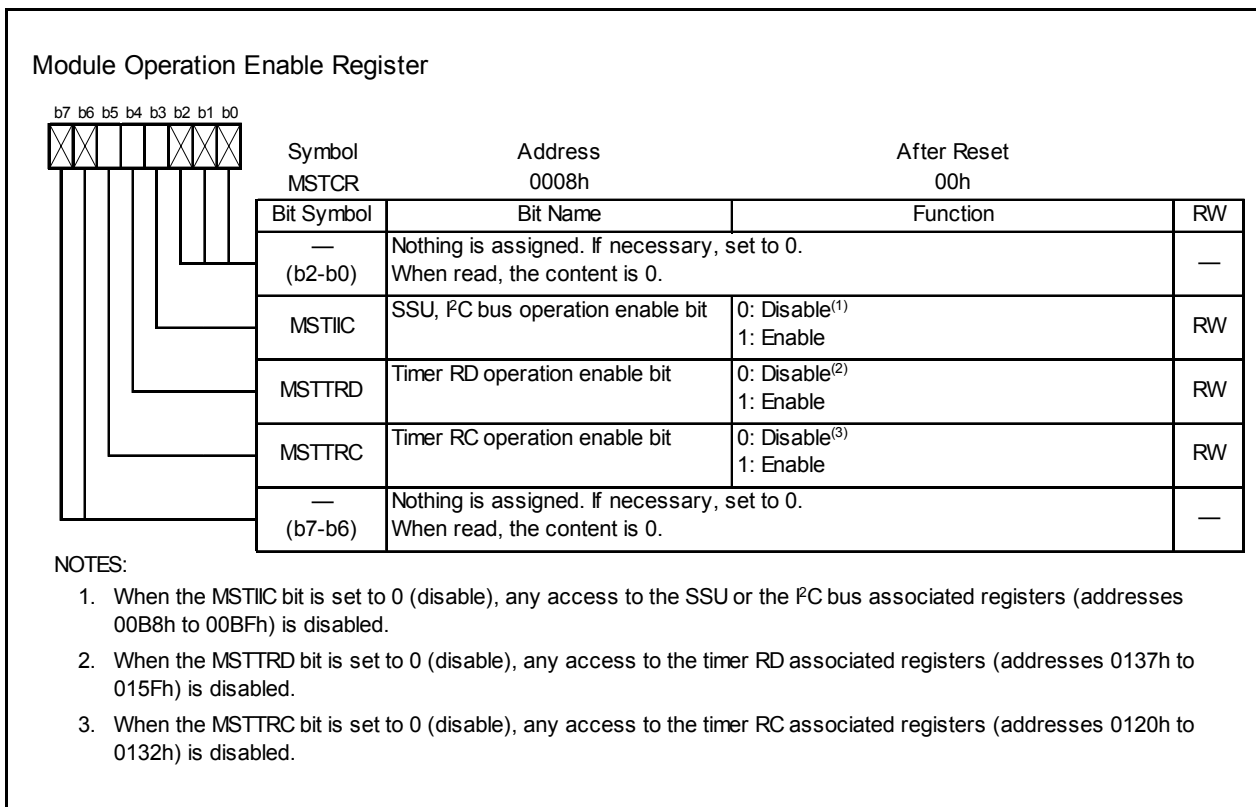 Module Operation Enable Register
b7 b6 b5 b4 b3 b2 b1 b0
Symbol Address After Reset
MSTCR 0008h 00h
Bit Symbol Bit Name Function RW
— Nothing is assigned. If necessary, set to 0.
(b2-b0) When read, the content is 0. —
MSTIIC SSU, I²C bus operation enable bit 0: Disable(1)
1: Enable RW
MSTTRD Timer RD operation enable bit 0: Disable(2)
1: Enable RW
MSTTRC Timer RC operation enable bit 0: Disable(3)
1: Enable RW
— Nothing is assigned. If necessary, set to 0.
(b7-b6) When read, the content is 0. —
NOTES:
1. When the MSTIIC bit is set to 0 (disable), any access to the SSU or the I²C bus associated registers (addresses
00B8h to 00BFh) is disabled.
2. When the MSTTRD bit is set to 0 (disable), any access to the timer RD associated registers (addresses 0137h to
015Fh) is disabled.
3. When the MSTTRC bit is set to 0 (disable), any access to the timer RC associated registers (addresses 0120h to
0132h) is disabled.